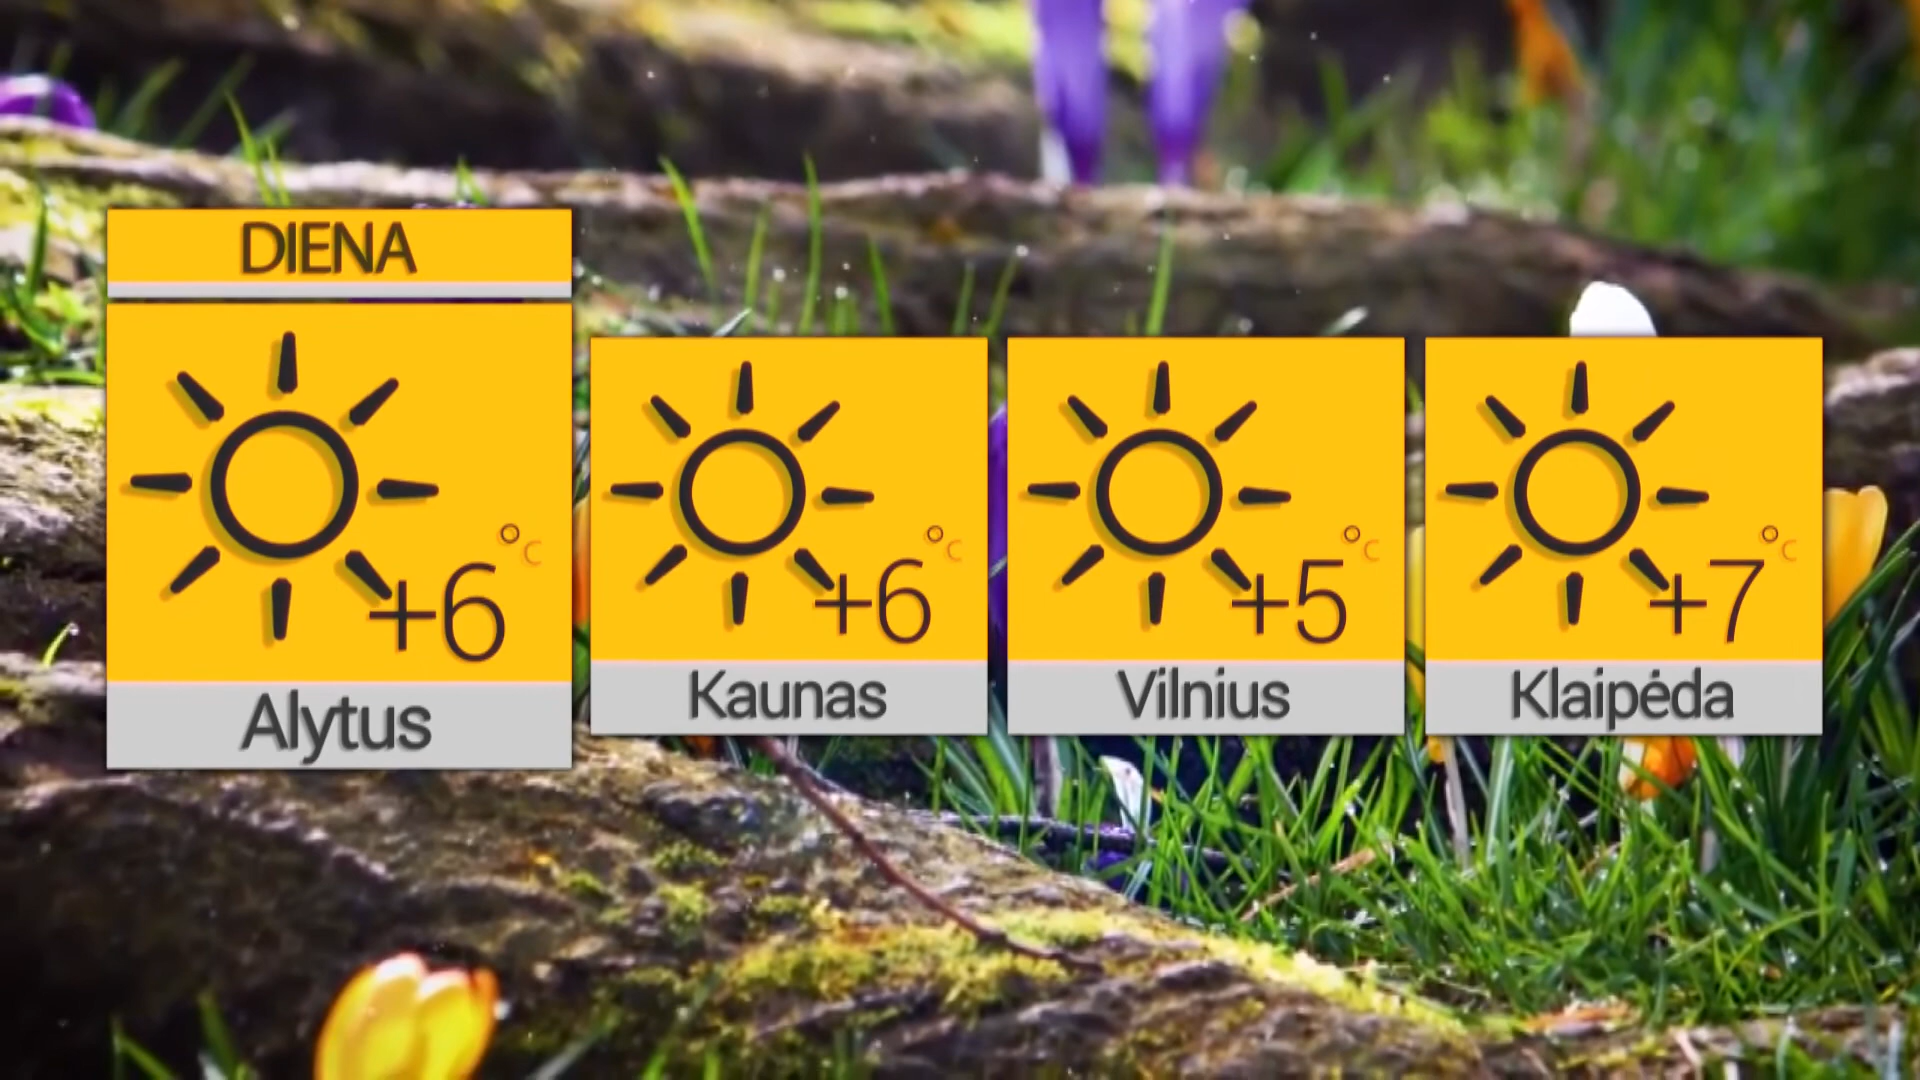 DIENA
+6 °C
Alytus
+6 °C
Kaunas
+5 °C
Vilnius
+7 °C
Klaipėda